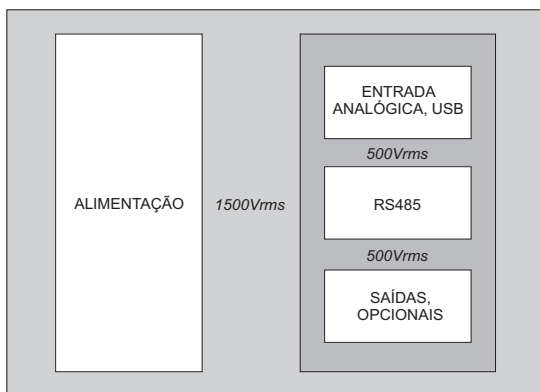 ALIMENTAÇÃO
1500Vrms
ENTRADA
ANALÓGICA, USB
500Vrms
RS485
500Vrms
SAÍDAS,
OPCIONAIS